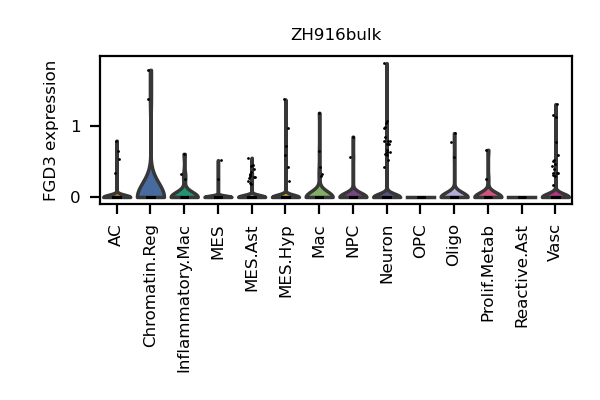 ZH916bulk
FGD3 expression
1
0
AC
Chromatin.Reg
Inflammatory.Mac
MES
MES.Ast
MES.Hyp
Mac
NPC
Neuron
OPC
Oligo
Prolif.Metab
Reactive.Ast
Vasc